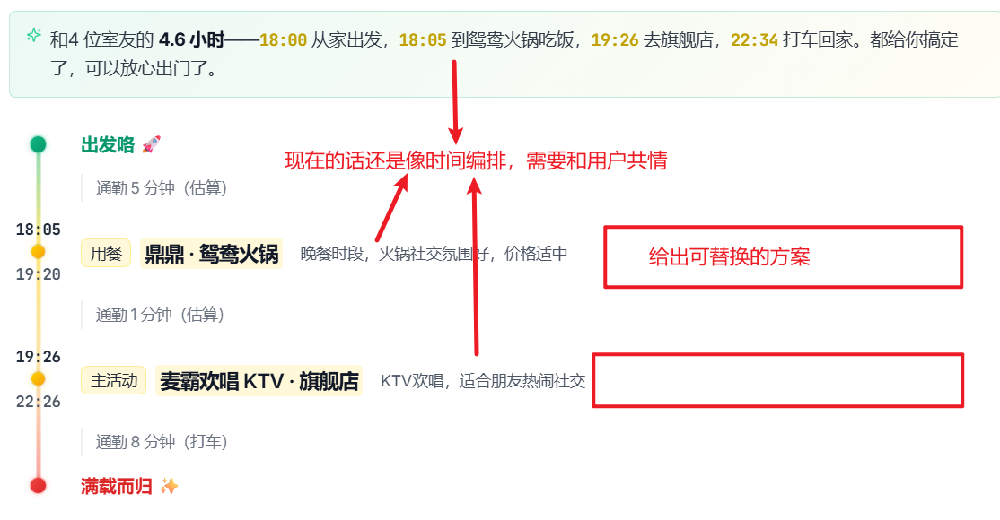 和4 位室友的 4.6 小时——18:00 从家出发，18:05 到鸳鸯火锅吃饭，19:26 去旗舰店，22:34 打车回家。都给你搞定
了，可以放心出门了。
出发咯 🚀
现在的话还是像时间编排，需要和用户共情
通勤 5 分钟（估算）
18:05
用餐 鼎鼎 · 鸳鸯火锅 晚餐时段，火锅社交氛围好，价格适中 给出可替换的方案
19:20
通勤 1 分钟（估算）
19:26
主活动 麦霸欢唱 KTV · 旗舰店 KTV欢唱，适合朋友热闹社交
22:26
通勤 8 分钟（打车）
满载而归 ✨